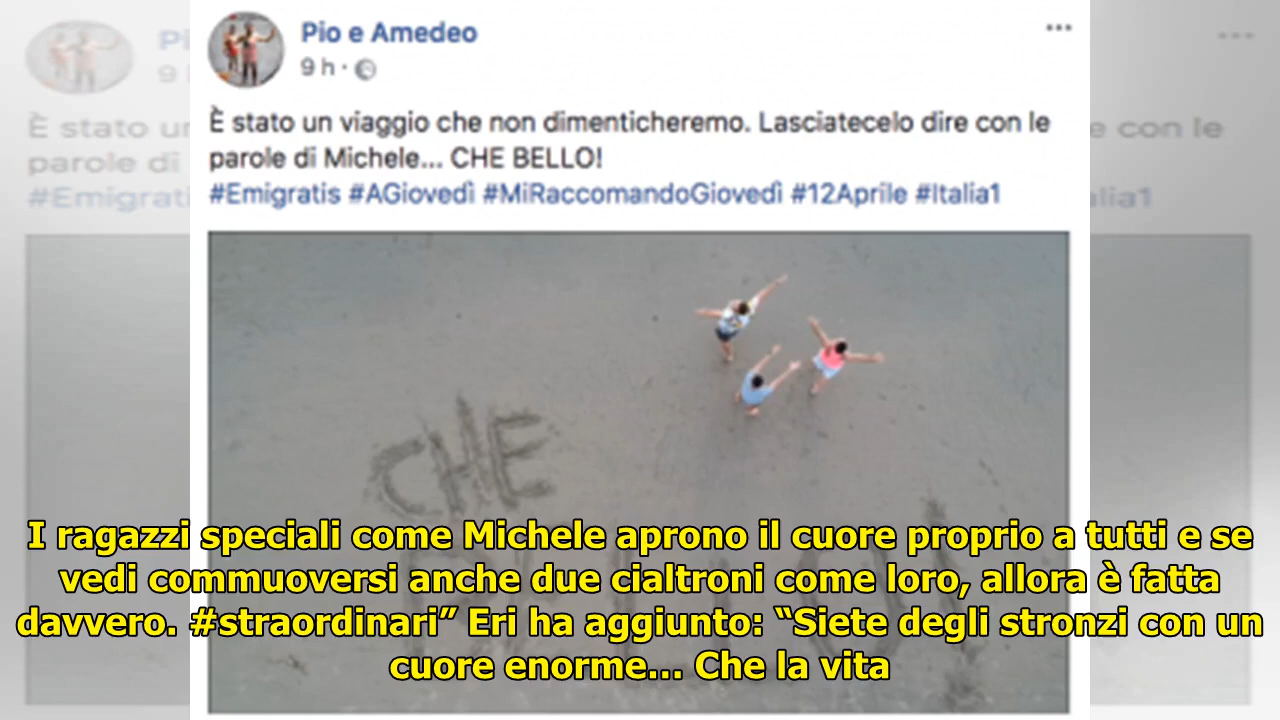 Pio e Amedeo
9 h ·
È stato un viaggio che non dimenticheremo. Lasciatecelo dire con le
parole di Michele... CHE BELLO!
#Emigratis #AGiovedì #MiRaccomandoGiovedì #12Aprile #Italia1
CHE
BELLO!
I ragazzi speciali come Michele aprono il cuore proprio a tutti e se
vedi commuoversi anche due cialtroni come loro, allora è fatta
davvero. #straordinari” Eri ha aggiunto: “Siete degli stronzi con un
cuore enorme... Che la vita